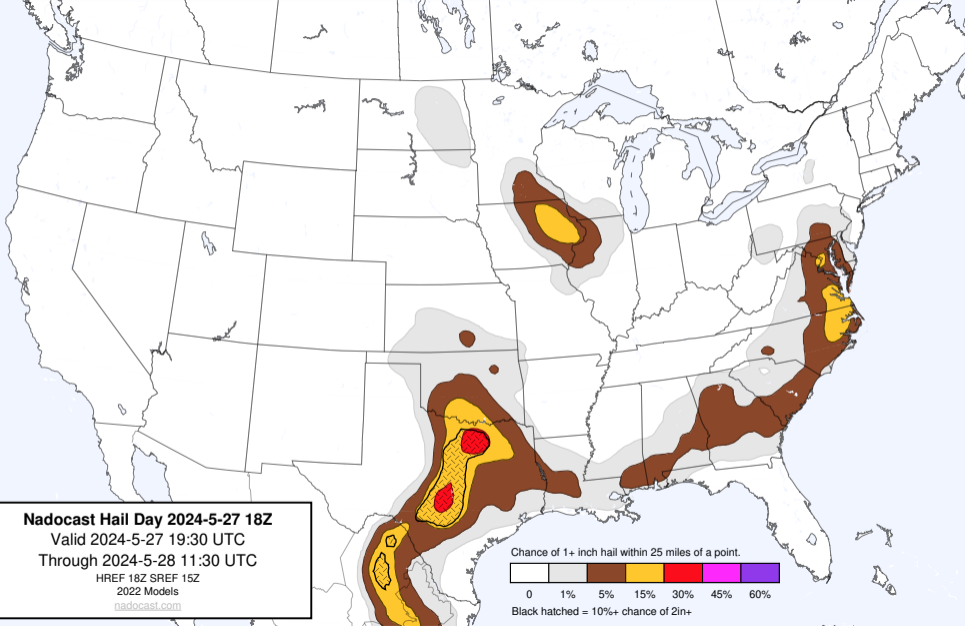 Nadocast Hail Day 2024-5-27 18Z
Valid 2024-5-27 19:30 UTC
Through 2024-5-28 11:30 UTC
HREF 18Z SREF 15Z
2022 Models
nadocast.com
Chance of 1+ inch hail within 25 miles of a point.
0 1% 5% 15% 30% 45% 60%
Black hatched = 10%+ chance of 2in+